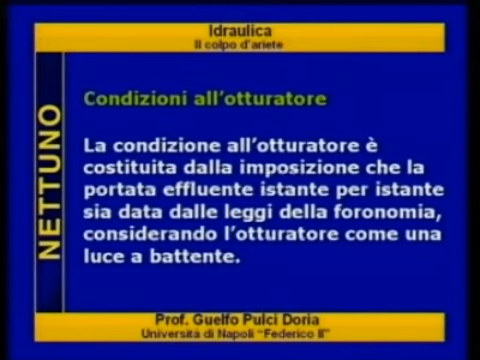 Idraulica
Il colpo d'ariete
NETTUNO
Condizioni all'otturatore
La condizione all'otturatore è
costituita dalla imposizione che la
portata effluente istante per istante
sia data dalle leggi della foronomia,
considerando l'otturatore come una
luce a battente.
Prof. Guelfo Pulci Doria
Università di Napoli "Federico II"